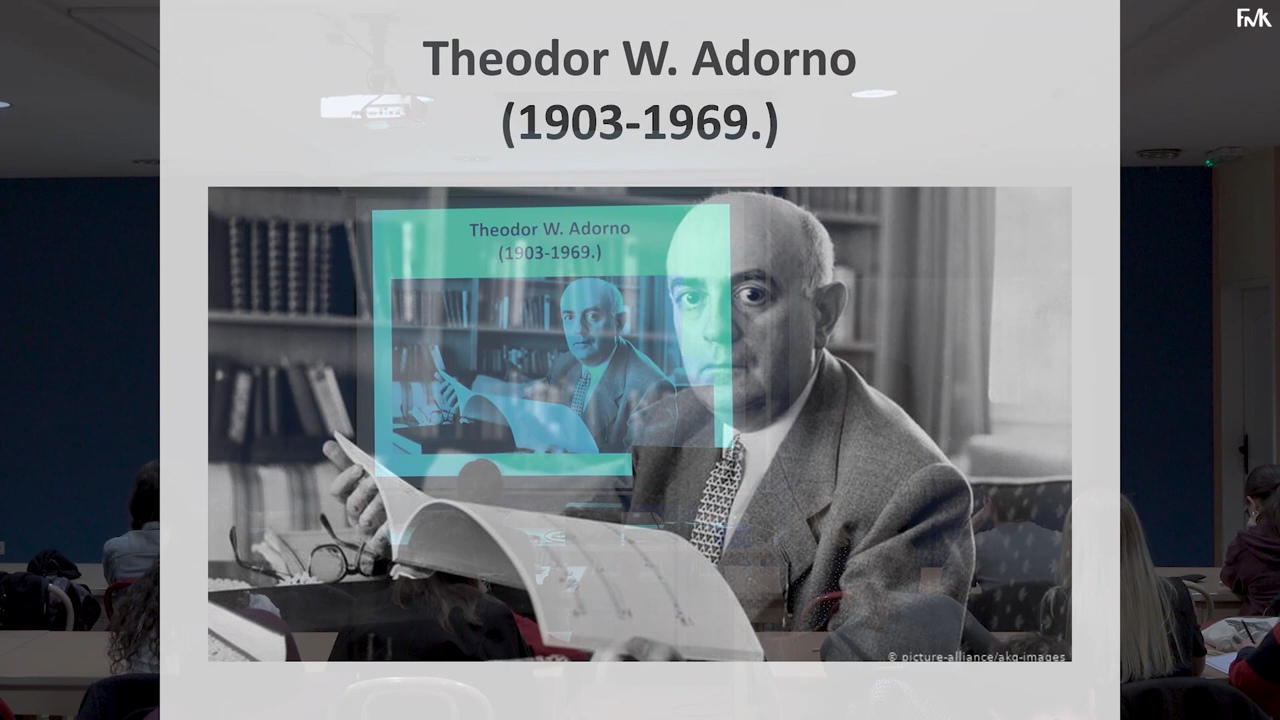 FMK
Theodor W. Adorno
(1903-1969.)
Theodor W. Adorno
(1903-1969.)
© picture-alliance/akg-images